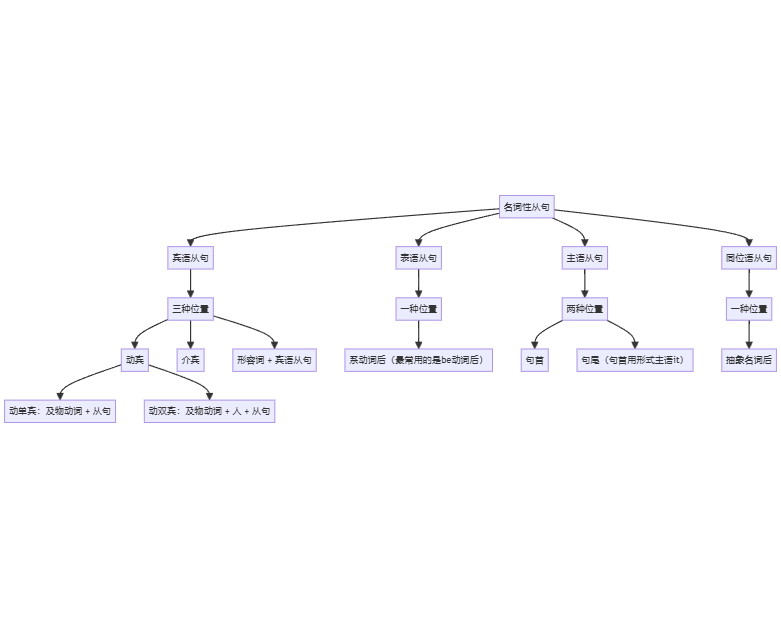 名词性从句
宾语从句
表语从句
主语从句
同位语从句
三种位置
一种位置
两种位置
一种位置
动宾
介宾
形容词 + 宾语从句
系动词后（最常用的是be动词后）
句首
句尾（句首用形式主语it）
抽象名词后
动单宾：及物动词 + 从句
动双宾：及物动词 + 人 + 从句